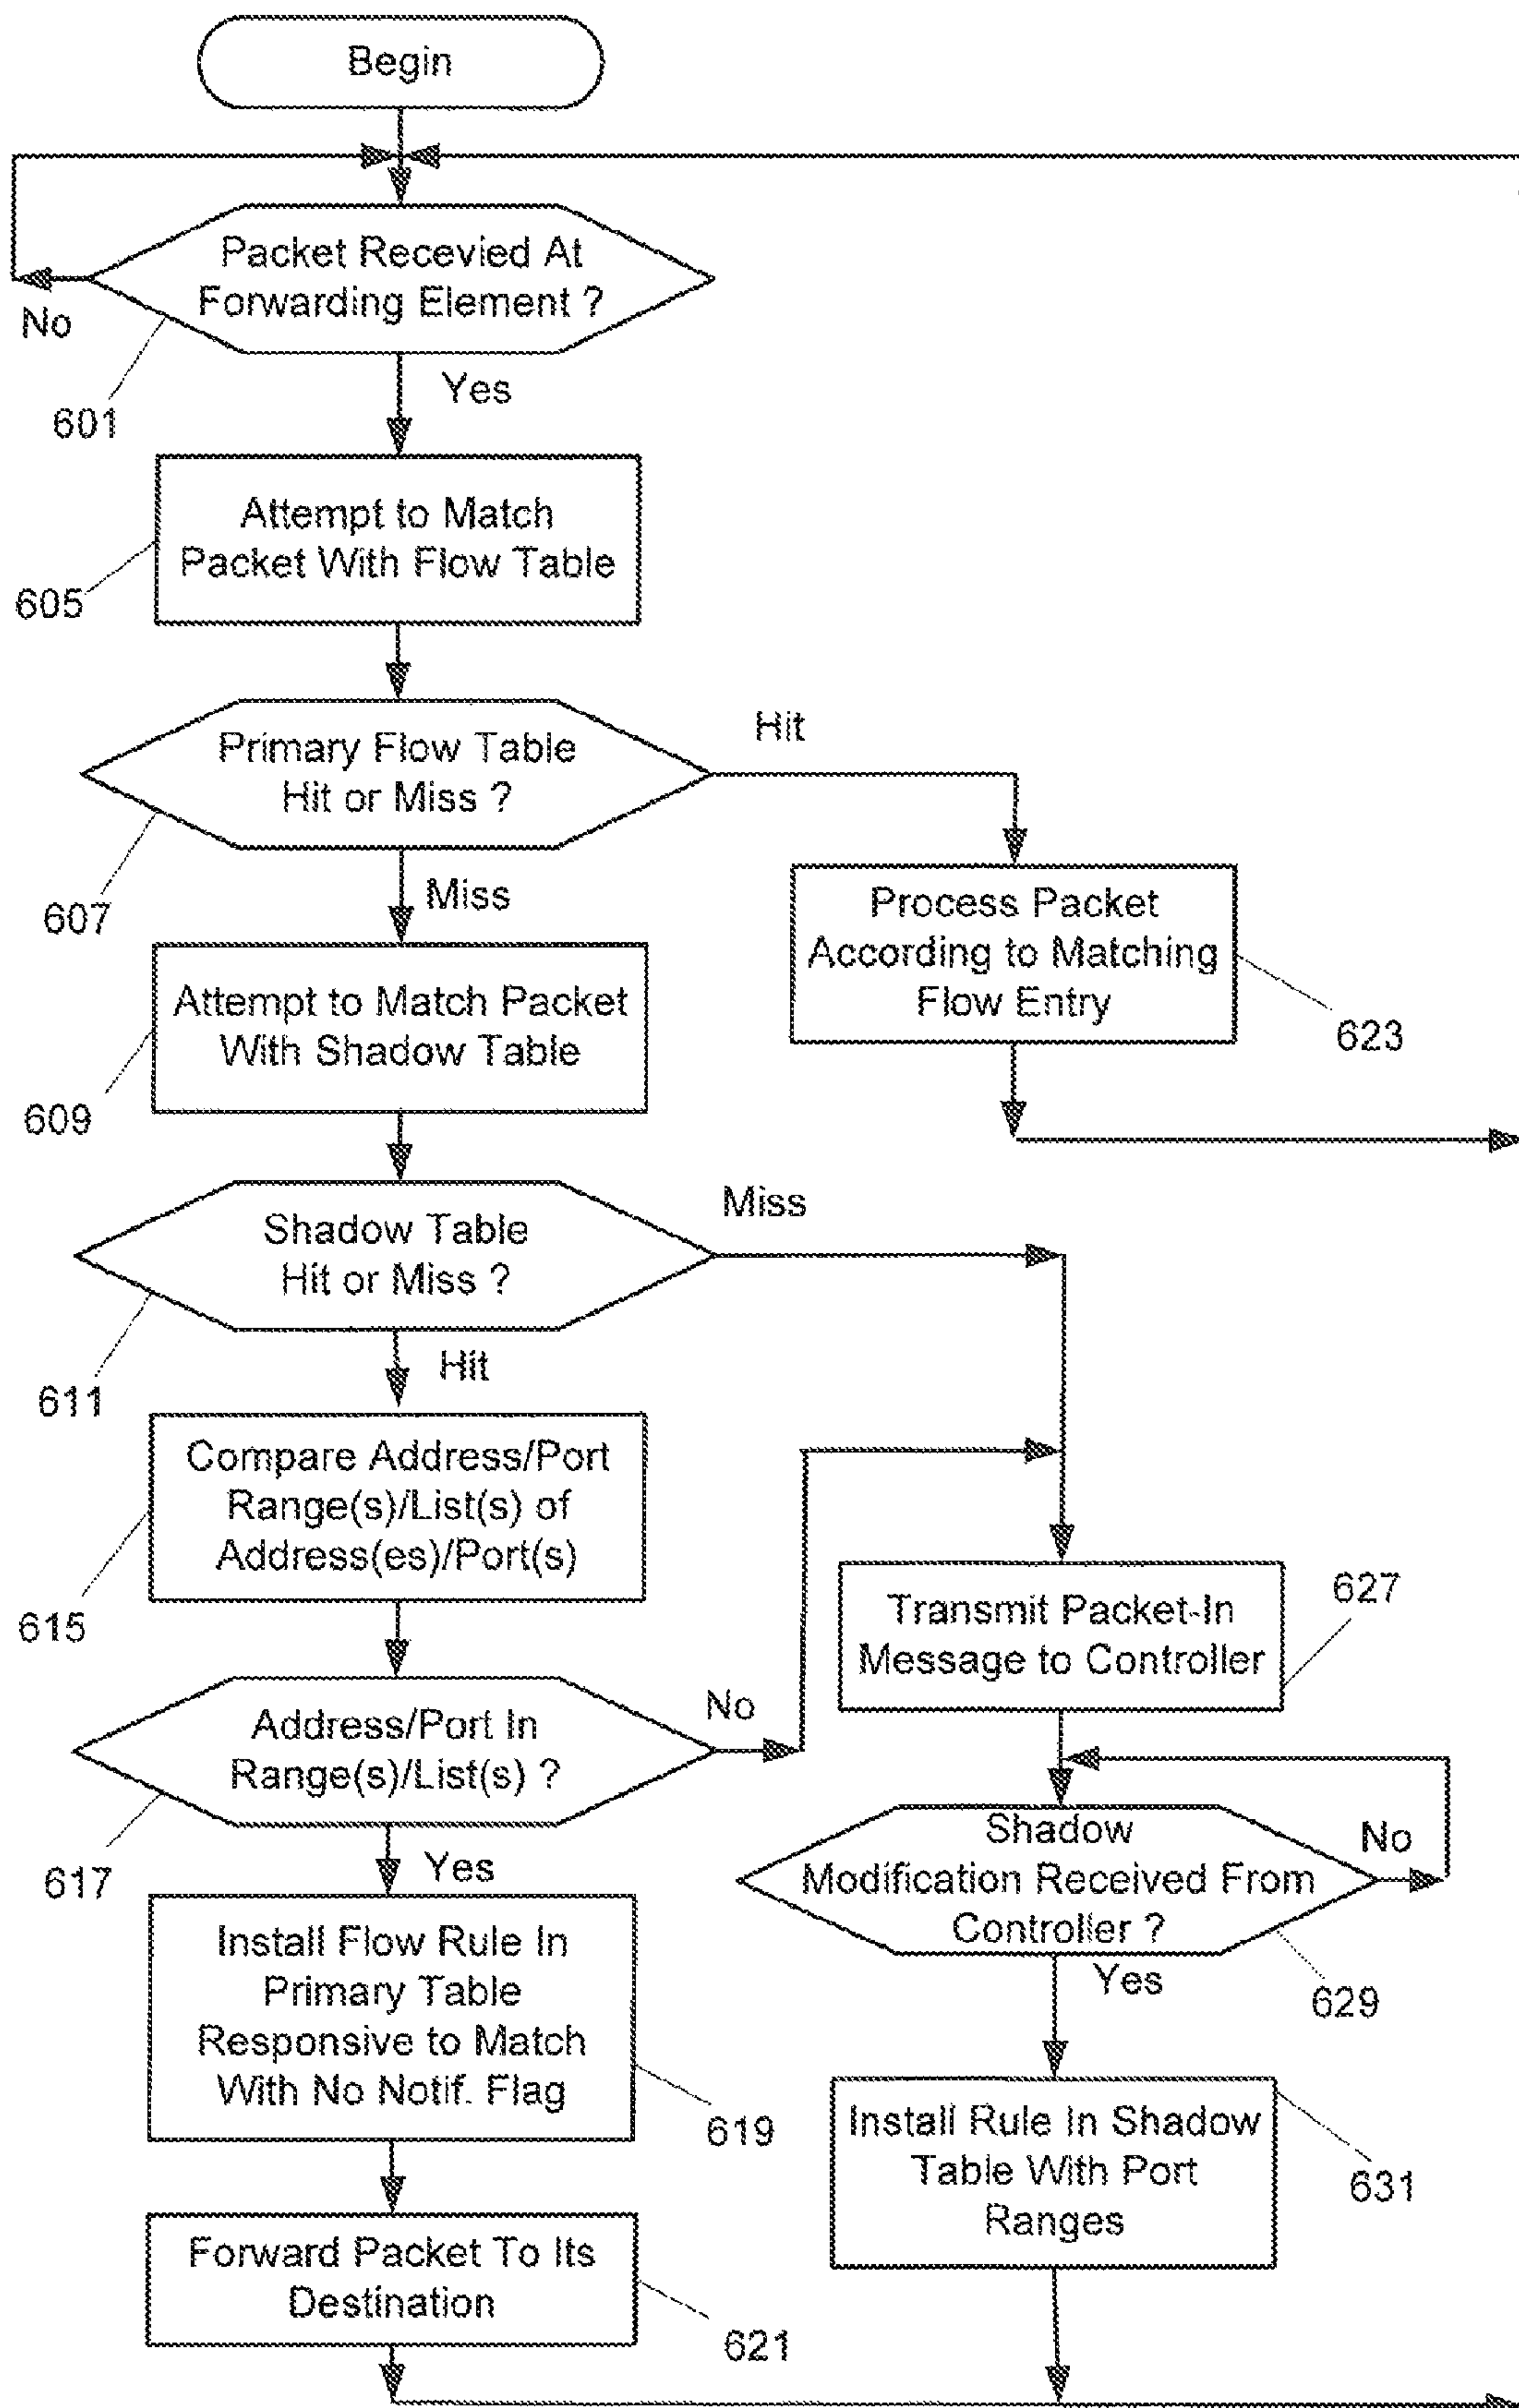 Begin
Packet Recevied At
Forwarding Element ?
No
601
Yes
Attempt to Match
Packet With Flow Table
605
Primary Flow Table
Hit or Miss ?
Hit
607
Miss
Process Packet
According to Matching
Flow Entry
623
Attempt to Match Packet
With Shadow Table
609
Shadow Table
Hit or Miss ?
Miss
611
Hit
Compare Address/Port
Range(s)/List(s) of
Address(es)/Port(s)
615
Transmit Packet-In
Message to Controller
627
Address/Port In
Range(s)/List(s) ?
No
617
Yes
Shadow
Modification Received From
Controller ?
No
629
Yes
Install Flow Rule In
Primary Table
Responsive to Match
With No Notif. Flag
619
Install Rule In Shadow
Table With Port
Ranges
631
Forward Packet To Its
Destination
621